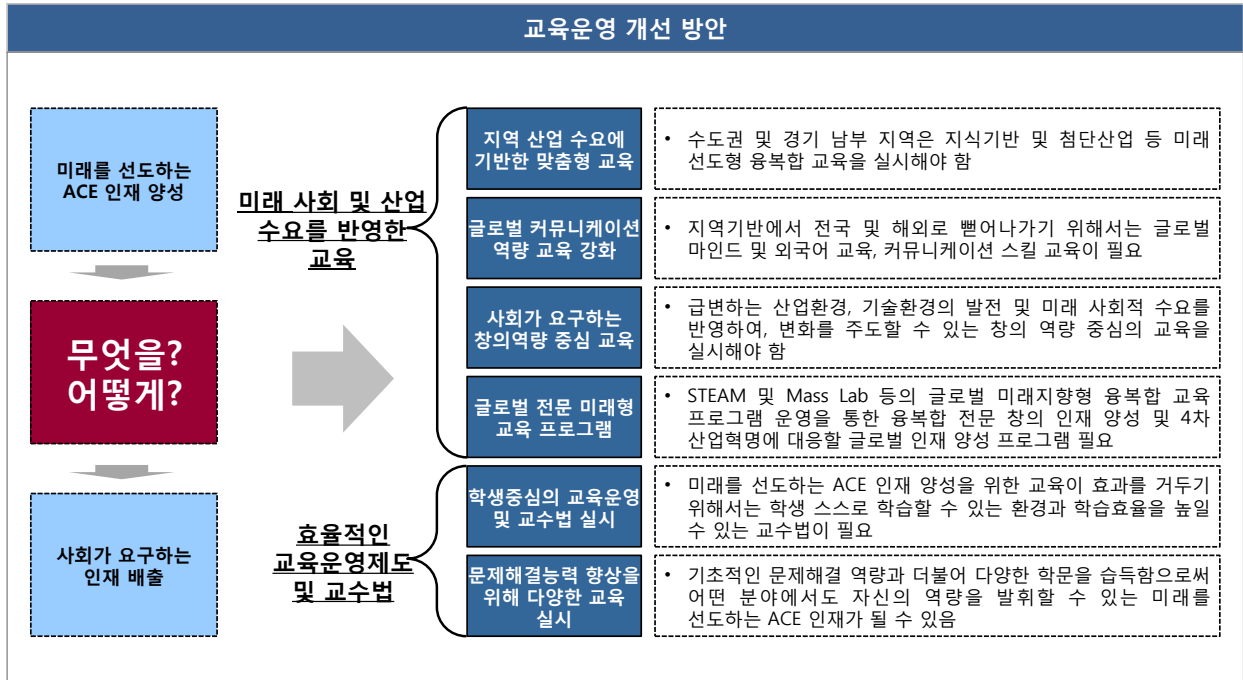 교육운영 개선 방안
미래를 선도하는
ACE 인재 양성
무엇을?
어떻게?
사회가 요구하는
인재 배출
미래 사회 및 산업
수요를 반영한
교육
지역 산업 수요에
기반한 맞춤형 교육
• 수도권 및 경기 남부 지역은 지식기반 및 첨단산업 등 미래
선도형 융복합 교육을 실시해야 함
글로벌 커뮤니케이션
역량 교육 강화
• 지역기반에서 전국 및 해외로 뻗어나가기 위해서는 글로벌
마인드 및 외국어 교육, 커뮤니케이션 스킬 교육이 필요
사회가 요구하는
창의역량 중심 교육
• 급변하는 산업환경, 기술환경의 발전 및 미래 사회적 수요를
반영하여, 변화를 주도할 수 있는 창의 역량 중심의 교육을
실시해야 함
글로벌 전문 미래형
교육 프로그램
• STEAM 및 Mass Lab 등의 글로벌 미래지향형 융복합 교육
프로그램 운영을 통한 융복합 전문 창의 인재 양성 및 4차
산업혁명에 대응할 글로벌 인재 양성 프로그램 필요
효율적인
교육운영제도
및 교수법
학생중심의 교육운영
및 교수법 실시
• 미래를 선도하는 ACE 인재 양성을 위한 교육이 효과를 거두기
위해서는 학생 스스로 학습할 수 있는 환경과 학습효율을 높일
수 있는 교수법이 필요
문제해결능력 향상을
위해 다양한 교육
실시
• 기초적인 문제해결 역량과 더불어 다양한 학문을 습득함으로써
어떤 분야에서도 자신의 역량을 발휘할 수 있는 미래를
선도하는 ACE 인재가 될 수 있음